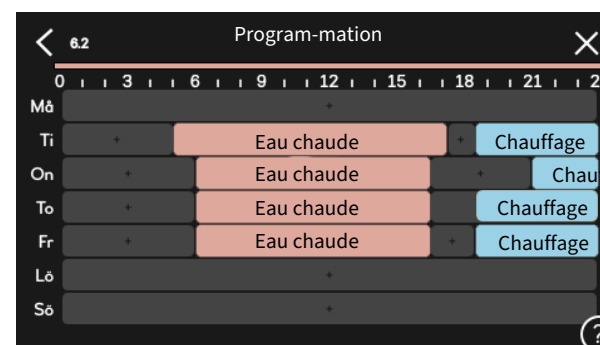 6.2 Program-mation
0 3 6 9 12 15 18 21 2
Må
Ti Eau chaude Chauffage
On Eau chaude Chau
To Eau chaude Chauffage
Fr Eau chaude Chauffage
Lö
Sö
?